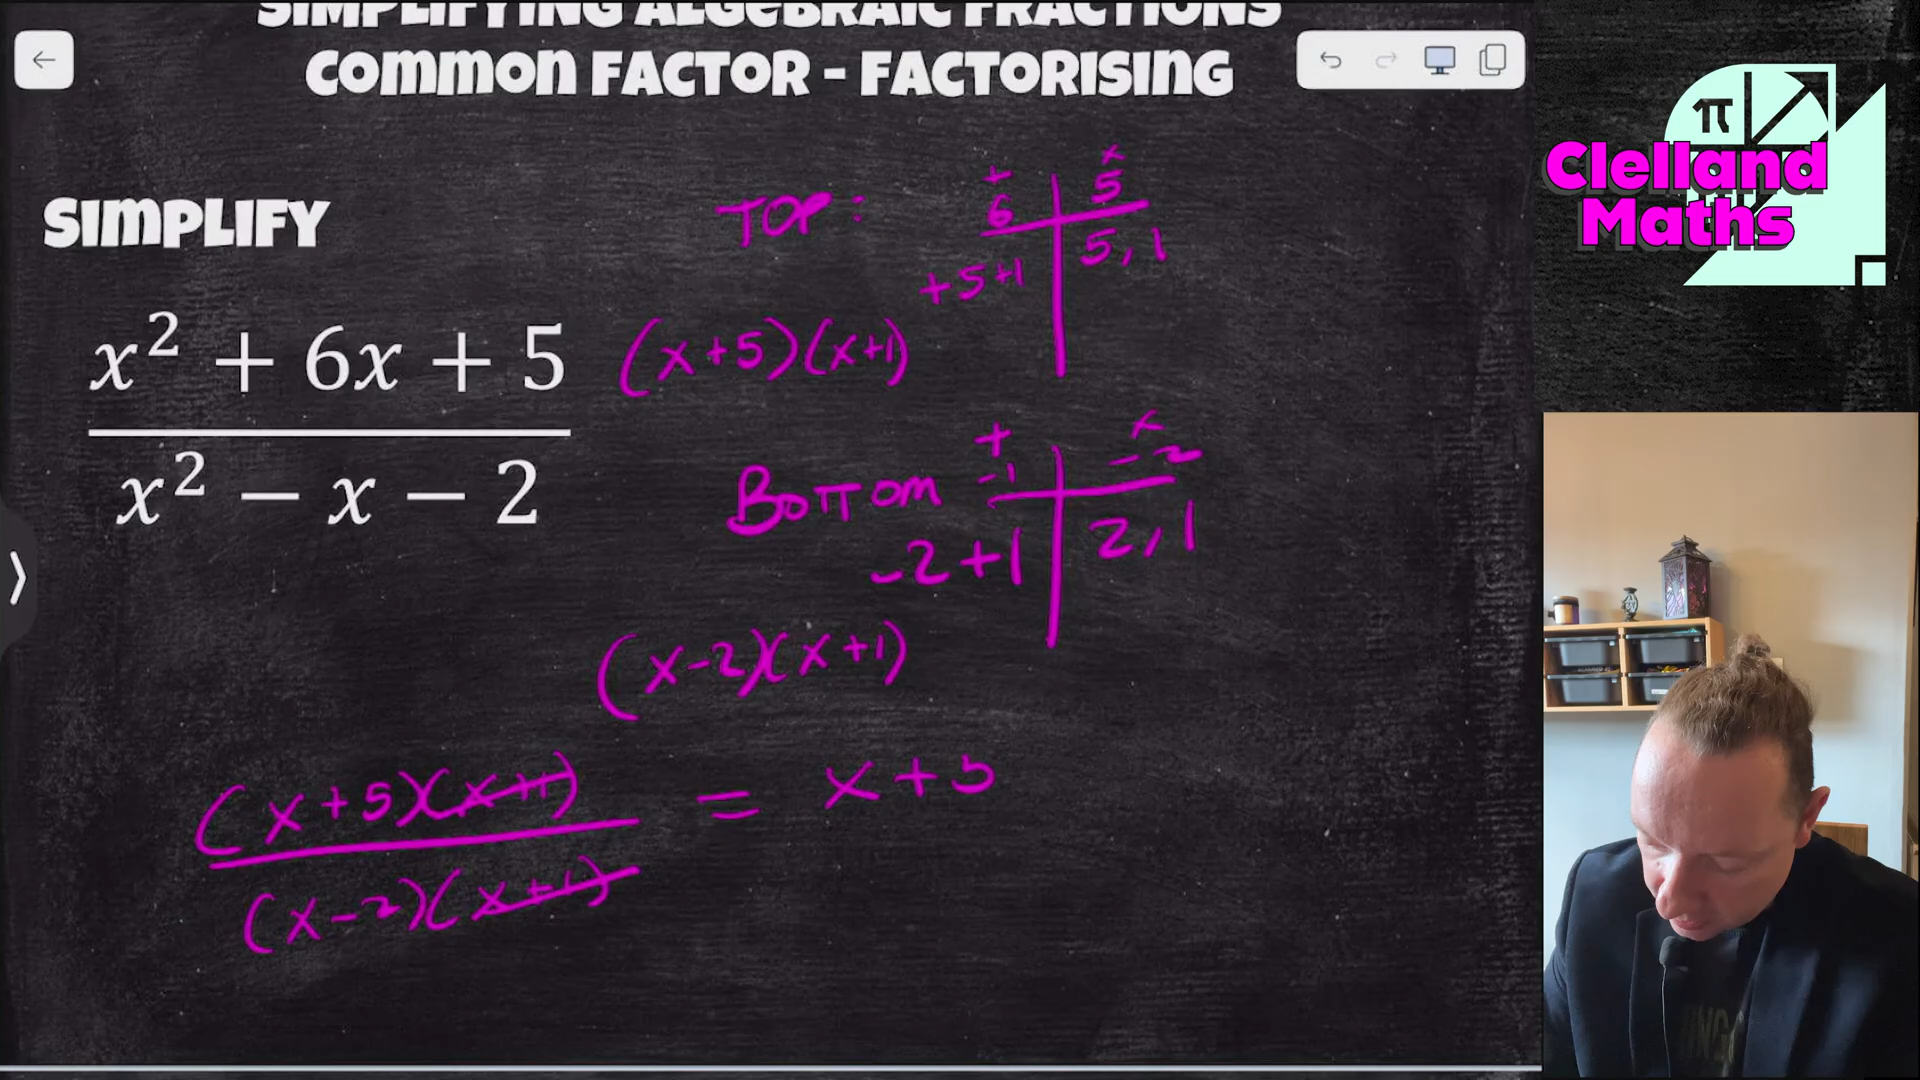 SIMPLIFYING ALGEBRAIC FRACTIONS
COMMON FACTOR - FACTORISING
π
Clelland
Maths
SIMPLIFY
x² + 6x + 5
x² − x − 2
TOP:
+ x
6 5
+5+1 5, 1
(x+5)(x+1)
Bottom
+ x
-1 -2
-2+1 2, 1
(x-2)(x+1)
(x+5)(x+1) = x+5
(x-2)(x+1)